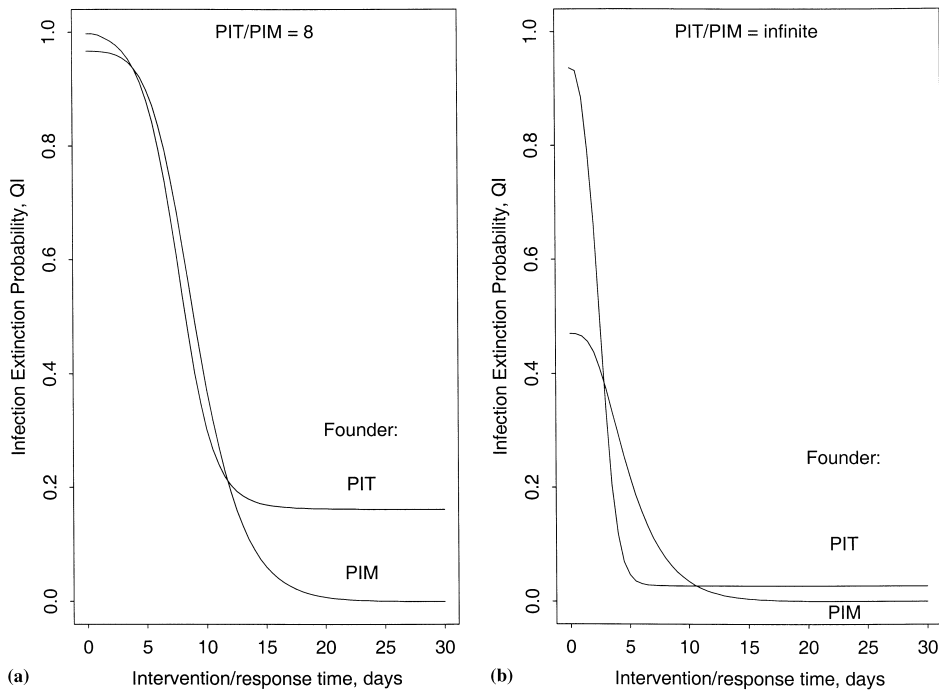 PIT/PIM = 8
Infection Extinction Probability, QI
1.0
0.8
0.6
0.4
0.2
0.0
Founder:
PIT
PIM
0 5 10 15 20 25 30
(a) Intervention/response time, days
PIT/PIM = infinite
Infection Extinction Probability, QI
1.0
0.8
0.6
0.4
0.2
0.0
Founder:
PIT
PIM
0 5 10 15 20 25 30
(b) Intervention/response time, days